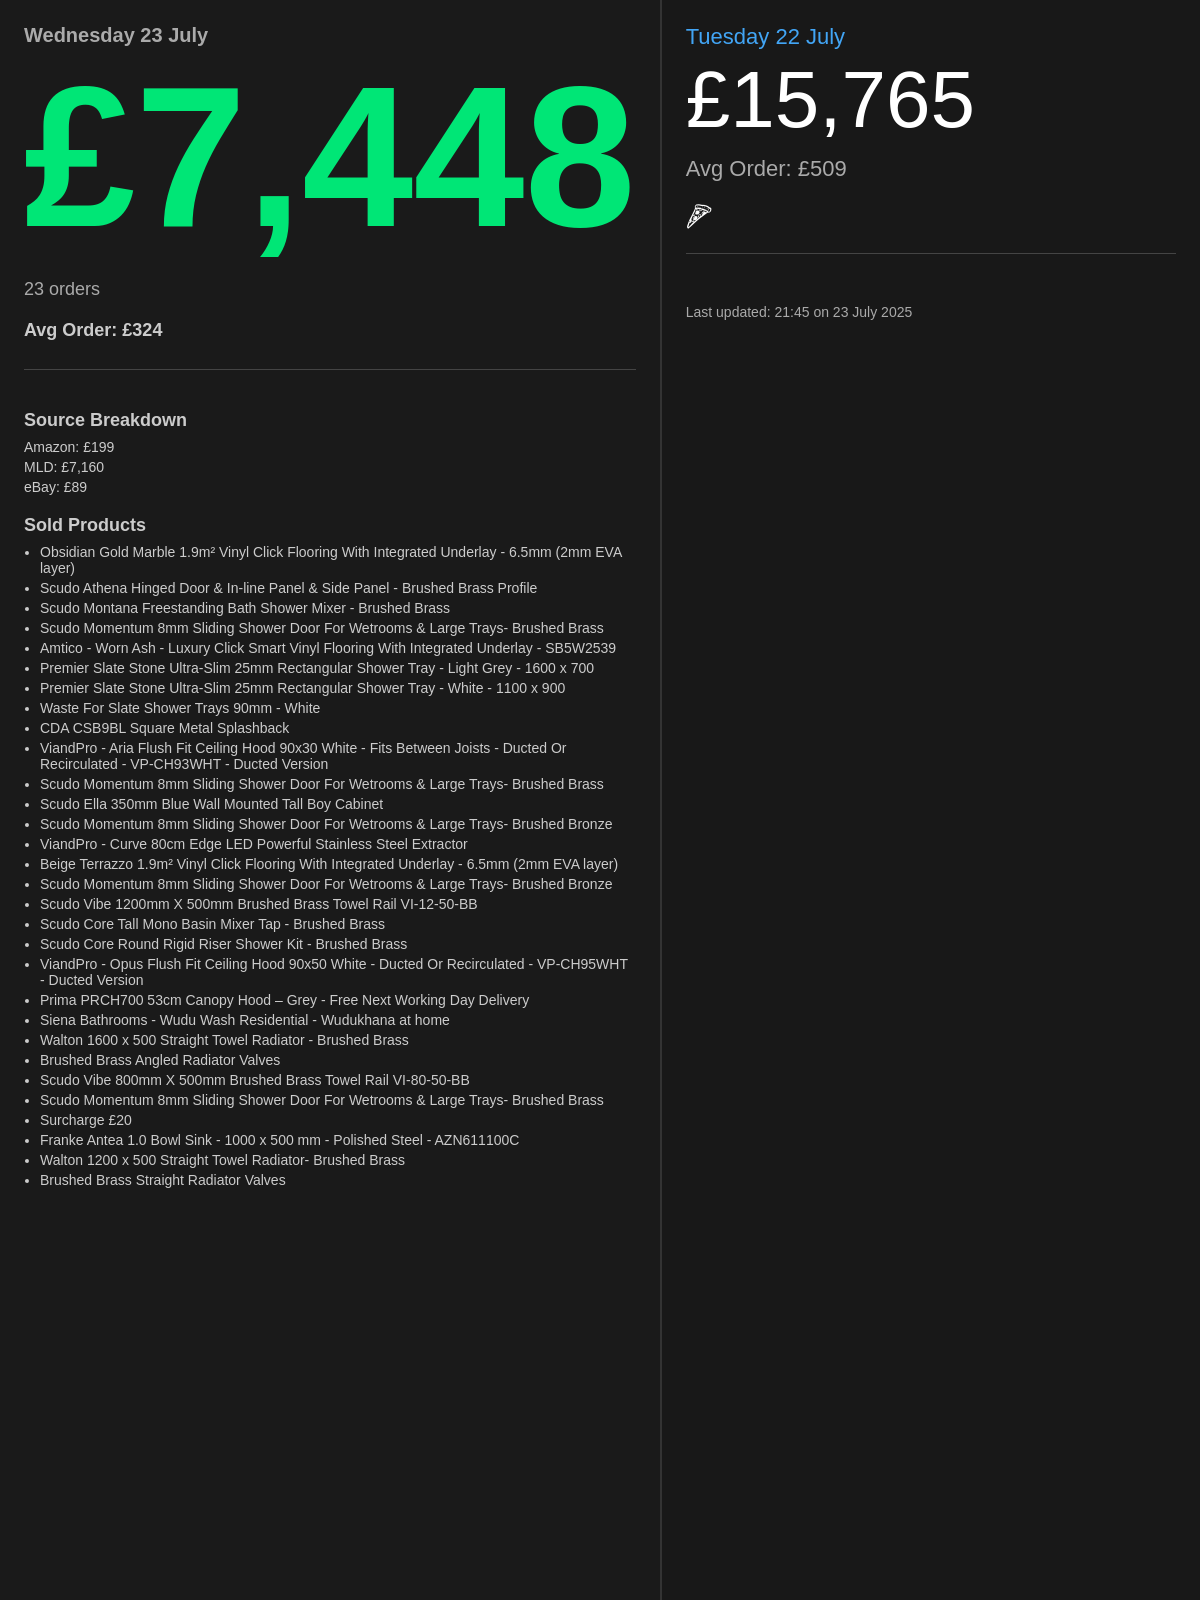 Wednesday 23 July
£7,448
23 orders
Avg Order: £324
Source Breakdown
Amazon: £199
MLD: £7,160
eBay: £89
Sold Products
• Obsidian Gold Marble 1.9m² Vinyl Click Flooring With Integrated Underlay - 6.5mm (2mm EVA
layer)
• Scudo Athena Hinged Door & In-line Panel & Side Panel - Brushed Brass Profile
• Scudo Montana Freestanding Bath Shower Mixer - Brushed Brass
• Scudo Momentum 8mm Sliding Shower Door For Wetrooms & Large Trays- Brushed Brass
• Amtico - Worn Ash - Luxury Click Smart Vinyl Flooring With Integrated Underlay - SB5W2539
• Premier Slate Stone Ultra-Slim 25mm Rectangular Shower Tray - Light Grey - 1600 x 700
• Premier Slate Stone Ultra-Slim 25mm Rectangular Shower Tray - White - 1100 x 900
• Waste For Slate Shower Trays 90mm - White
• CDA CSB9BL Square Metal Splashback
• ViandPro - Aria Flush Fit Ceiling Hood 90x30 White - Fits Between Joists - Ducted Or
Recirculated - VP-CH93WHT - Ducted Version
• Scudo Momentum 8mm Sliding Shower Door For Wetrooms & Large Trays- Brushed Brass
• Scudo Ella 350mm Blue Wall Mounted Tall Boy Cabinet
• Scudo Momentum 8mm Sliding Shower Door For Wetrooms & Large Trays- Brushed Bronze
• ViandPro - Curve 80cm Edge LED Powerful Stainless Steel Extractor
• Beige Terrazzo 1.9m² Vinyl Click Flooring With Integrated Underlay - 6.5mm (2mm EVA layer)
• Scudo Momentum 8mm Sliding Shower Door For Wetrooms & Large Trays- Brushed Bronze
• Scudo Vibe 1200mm X 500mm Brushed Brass Towel Rail VI-12-50-BB
• Scudo Core Tall Mono Basin Mixer Tap - Brushed Brass
• Scudo Core Round Rigid Riser Shower Kit - Brushed Brass
• ViandPro - Opus Flush Fit Ceiling Hood 90x50 White - Ducted Or Recirculated - VP-CH95WHT
- Ducted Version
• Prima PRCH700 53cm Canopy Hood – Grey - Free Next Working Day Delivery
• Siena Bathrooms - Wudu Wash Residential - Wudukhana at home
• Walton 1600 x 500 Straight Towel Radiator - Brushed Brass
• Brushed Brass Angled Radiator Valves
• Scudo Vibe 800mm X 500mm Brushed Brass Towel Rail VI-80-50-BB
• Scudo Momentum 8mm Sliding Shower Door For Wetrooms & Large Trays- Brushed Brass
• Surcharge £20
• Franke Antea 1.0 Bowl Sink - 1000 x 500 mm - Polished Steel - AZN611100C
• Walton 1200 x 500 Straight Towel Radiator- Brushed Brass
• Brushed Brass Straight Radiator Valves
Tuesday 22 July
£15,765
Avg Order: £509
Last updated: 21:45 on 23 July 2025